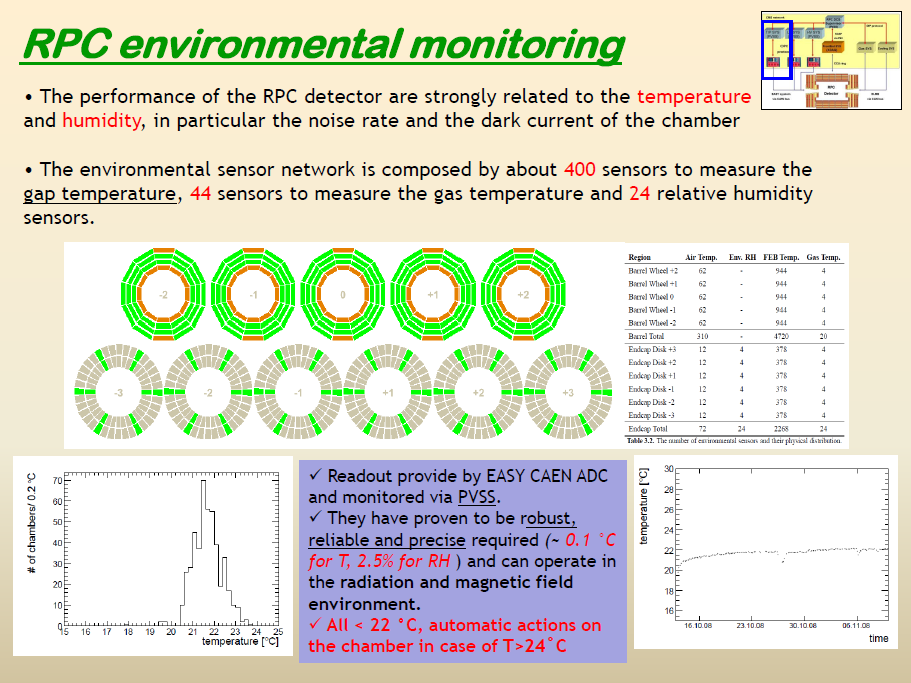 RPC environmental monitoring
• The performance of the RPC detector are strongly related to the temperature
and humidity, in particular the noise rate and the dark current of the chamber
• The environmental sensor network is composed by about 400 sensors to measure the
gap temperature, 44 sensors to measure the gas temperature and 24 relative humidity
sensors.
RPC
Detector
-2 -1 0 +1 +2
-3 -2 -1 +1 +2 +3
Region Air Temp. Env. RH FEB Temp. Gas Temp.
Barrel Wheel +2 62 - 944 4
Barrel Wheel +1 62 - 944 4
Barrel Wheel 0 62 - 944 4
Barrel Wheel -1 62 - 944 4
Barrel Wheel -2 62 - 944 4
Barrel Total 310 - 4720 20
Endcap Disk +3 12 4 378 4
Endcap Disk +2 12 4 378 4
Endcap Disk +1 12 4 378 4
Endcap Disk -1 12 4 378 4
Endcap Disk -2 12 4 378 4
Endcap Disk -3 12 4 378 4
Endcap Total 72 24 2268 24
Table 3.2. The number of environmental sensors and their physical distribution.
# of chambers/ 0.2 °C
70
60
50
40
30
20
10
0
15 16 17 18 19 20 21 22 23 24 25
temperature [°C]
✓ Readout provide by EASY CAEN ADC
and monitored via PVSS.
✓ They have proven to be robust,
reliable and precise required (~ 0.1 °C
for T, 2.5% for RH ) and can operate in
the radiation and magnetic field
environment.
✓ All < 22 °C, automatic actions on
the chamber in case of T>24°C
temperature [°C]
30
28
26
24
22
20
18
16
16.10.08 23.10.08 30.10.08 06.11.08
time